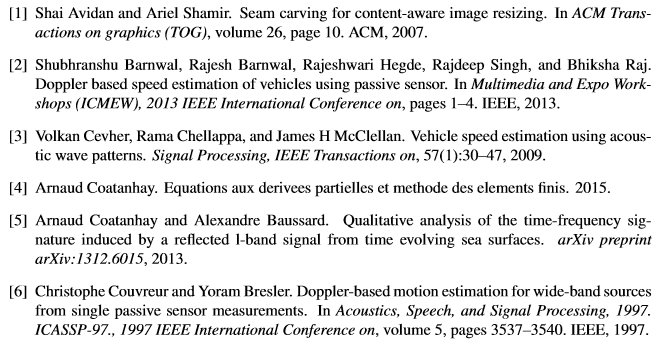 [1] Shai Avidan and Ariel Shamir. Seam carving for content-aware image resizing. In ACM Trans-
actions on graphics (TOG), volume 26, page 10. ACM, 2007.
[2] Shubhranshu Barnwal, Rajesh Barnwal, Rajeshwari Hegde, Rajdeep Singh, and Bhiksha Raj.
Doppler based speed estimation of vehicles using passive sensor. In Multimedia and Expo Work-
shops (ICMEW), 2013 IEEE International Conference on, pages 1–4. IEEE, 2013.
[3] Volkan Cevher, Rama Chellappa, and James H McClellan. Vehicle speed estimation using acous-
tic wave patterns. Signal Processing, IEEE Transactions on, 57(1):30–47, 2009.
[4] Arnaud Coatanhay. Equations aux derivees partielles et methode des elements finis. 2015.
[5] Arnaud Coatanhay and Alexandre Baussard. Qualitative analysis of the time-frequency sig-
nature induced by a reflected l-band signal from time evolving sea surfaces. arXiv preprint
arXiv:1312.6015, 2013.
[6] Christophe Couvreur and Yoram Bresler. Doppler-based motion estimation for wide-band sources
from single passive sensor measurements. In Acoustics, Speech, and Signal Processing, 1997.
ICASSP-97., 1997 IEEE International Conference on, volume 5, pages 3537–3540. IEEE, 1997.